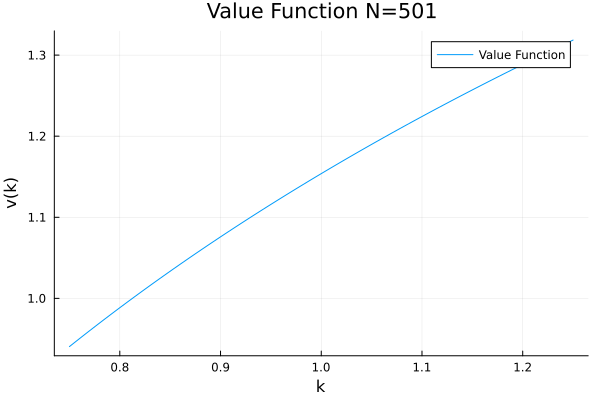 Value Function N=501
Value Function
v(k)
1.3
1.2
1.1
1.0
0.8 0.9 1.0 1.1 1.2
k